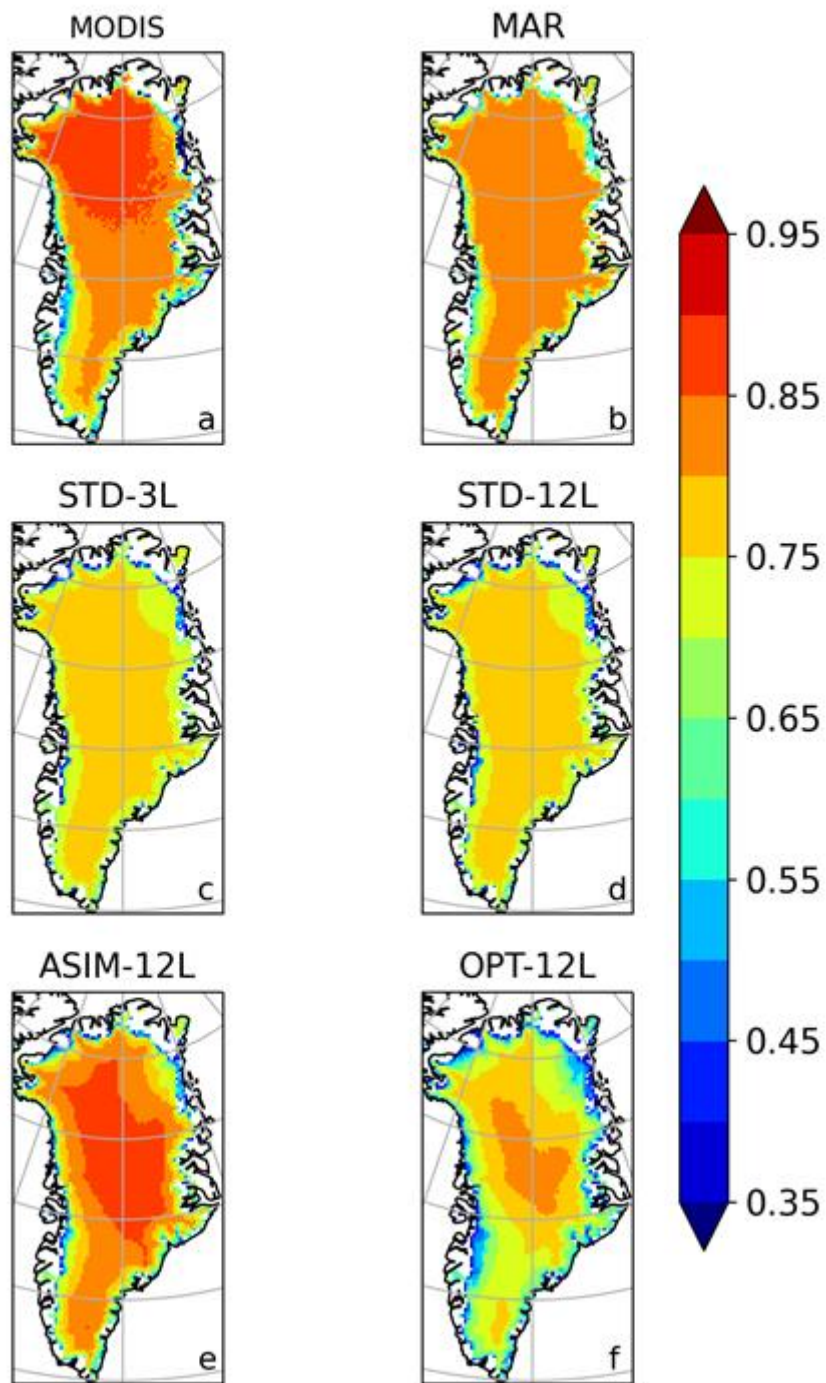 MODIS
MAR
a
b
STD-3L
STD-12L
c
d
ASIM-12L
OPT-12L
e
f
0.95
0.85
0.75
0.65
0.55
0.45
0.35